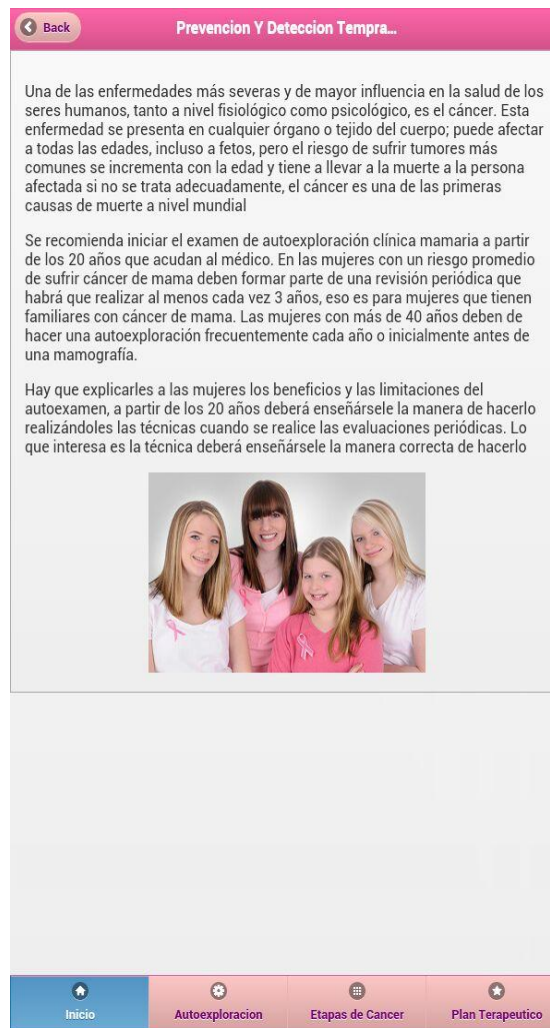 Back
Prevencion Y Deteccion Tempra...
Una de las enfermedades más severas y de mayor influencia en la salud de los
seres humanos, tanto a nivel fisiológico como psicológico, es el cáncer. Esta
enfermedad se presenta en cualquier órgano o tejido del cuerpo; puede afectar
a todas las edades, incluso a fetos, pero el riesgo de sufrir tumores más
comunes se incrementa con la edad y tiene a llevar a la muerte a la persona
afectada si no se trata adecuadamente, el cáncer es una de las primeras
causas de muerte a nivel mundial
Se recomienda iniciar el examen de autoexploración clínica mamaria a partir
de los 20 años que acudan al médico. En las mujeres con un riesgo promedio
de sufrir cáncer de mama deben formar parte de una revisión periódica que
habrá que realizar al menos cada vez 3 años, eso es para mujeres que tienen
familiares con cáncer de mama. Las mujeres con más de 40 años deben de
hacer una autoexploración frecuentemente cada año o inicialmente antes de
una mamografía.
Hay que explicarles a las mujeres los beneficios y las limitaciones del
autoexamen, a partir de los 20 años deberá enseñársele la manera de hacerlo
realizándoles las técnicas cuando se realice las evaluaciones periódicas. Lo
que interesa es la técnica deberá enseñársele la manera correcta de hacerlo
Inicio
Autoexploracion
Etapas de Cancer
Plan Terapeutico